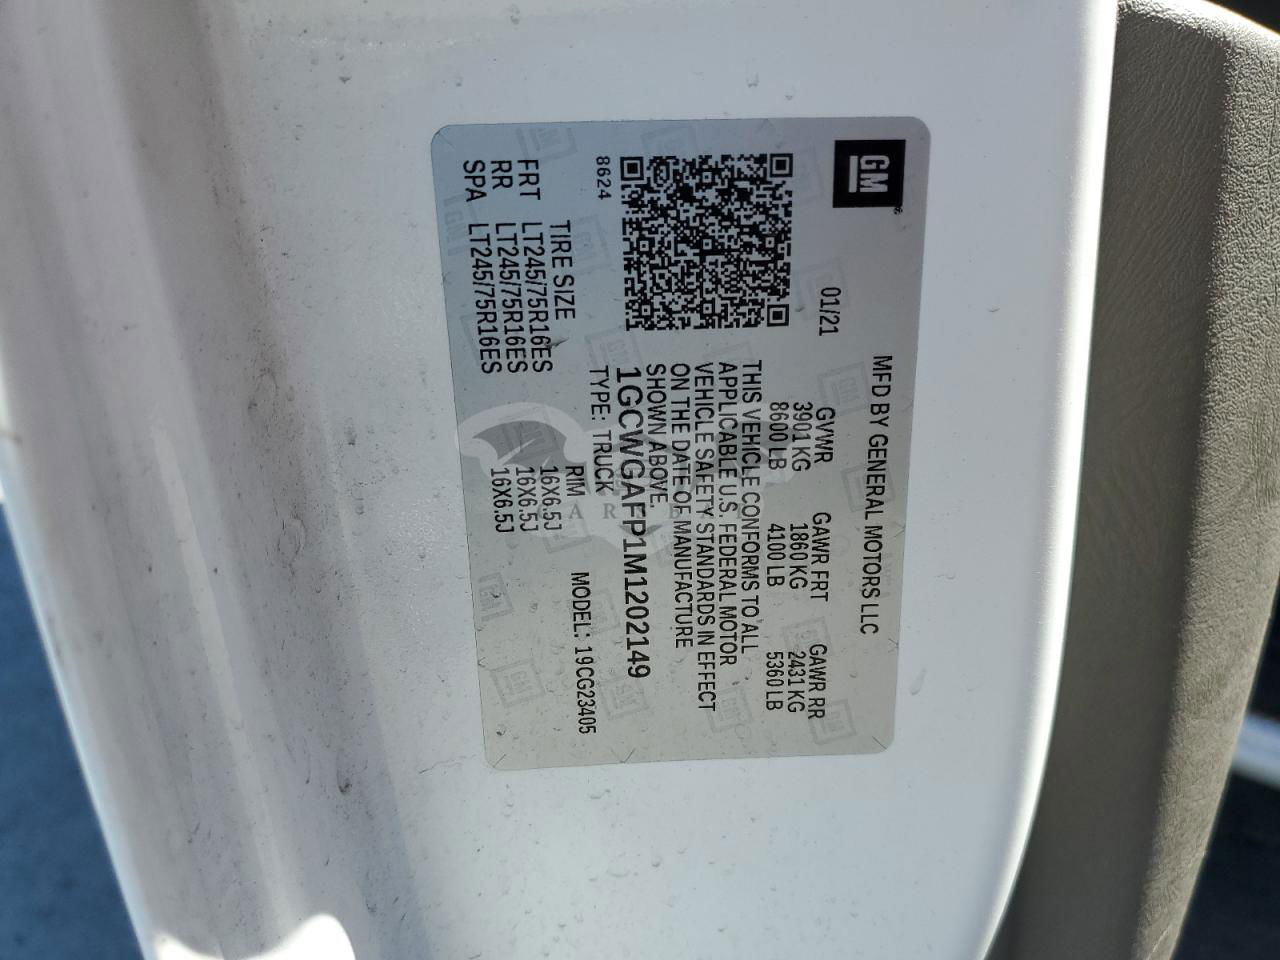 GM
MFD BY GENERAL MOTORS LLC
01/21
GVWR GAWR FRT GAWR RR
3901 KG 1860 KG 2431 KG
8600 LB 4100 LB 5360 LB
THIS VEHICLE CONFORMS TO ALL
APPLICABLE U.S. FEDERAL MOTOR
VEHICLE SAFETY STANDARDS IN EFFECT
ON THE DATE OF MANUFACTURE
SHOWN ABOVE.
1GCWGAFP1M1202149
8624 TYPE: TRUCK MODEL: 19CG23405
TIRE SIZE RIM
FRT LT245/75R16ES 16X6.5J
RR LT245/75R16ES 16X6.5J
SPA LT245/75R16ES 16X6.5J